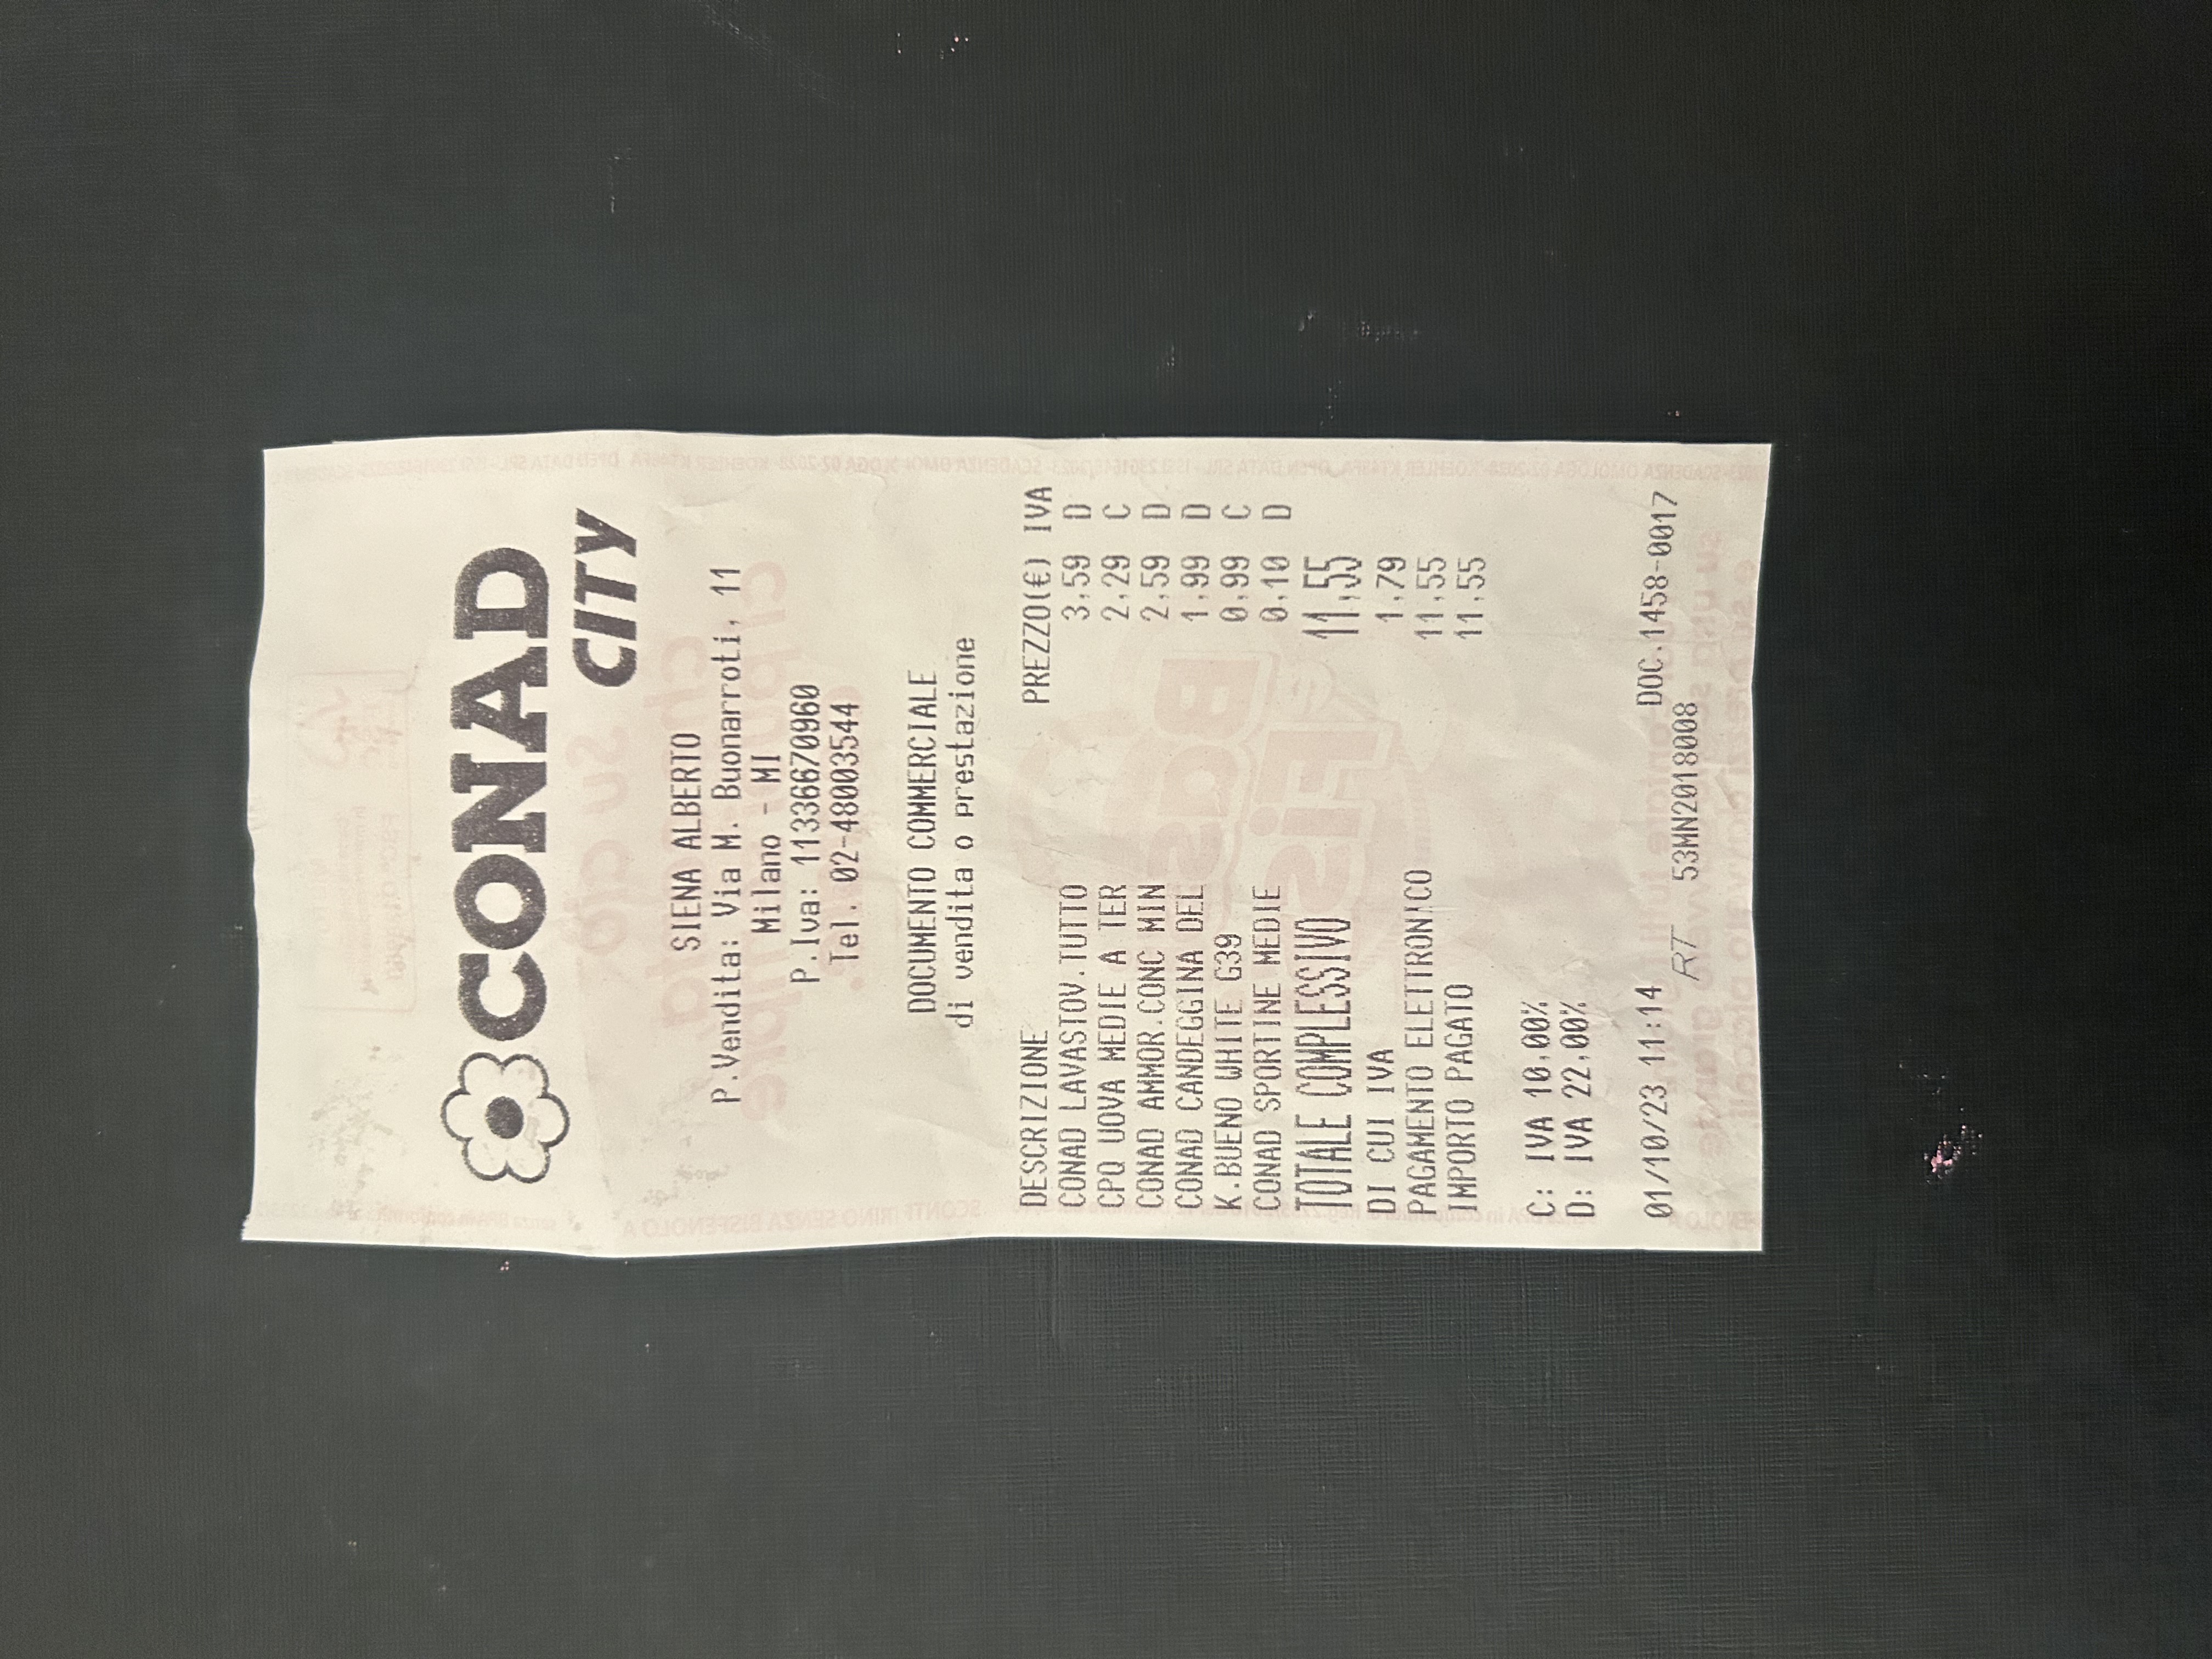 CONAD
CITY
SIENA ALBERTO
P.Vendita: Via M. Buonarroti, 11
Milano - MI
P.Iva: 11336670960
Tel. 02-48003544
DOCUMENTO COMMERCIALE
di vendita o prestazione
DESCRIZIONE PREZZO(€) IVA
CONAD LAVASTOV.TUTTO 3,59 D
CPQ UOVA MEDIE A TER 2,29 C
CONAD AMMOR.CONC MIN 2,59 D
CONAD CANDEGGINA DEL 1,99 D
K.BUENO WHITE G39 0,99 C
CONAD SPORTINE MEDIE 0,10 D
TOTALE COMPLESSIVO 11,55
DI CUI IVA 1,79
PAGAMENTO ELETTRONICO 11,55
IMPORTO PAGATO 11,55
C: IVA 10,00%
D: IVA 22,00%
01/10/23 11:14 DOC.1458-0017
RT 53MN2018008